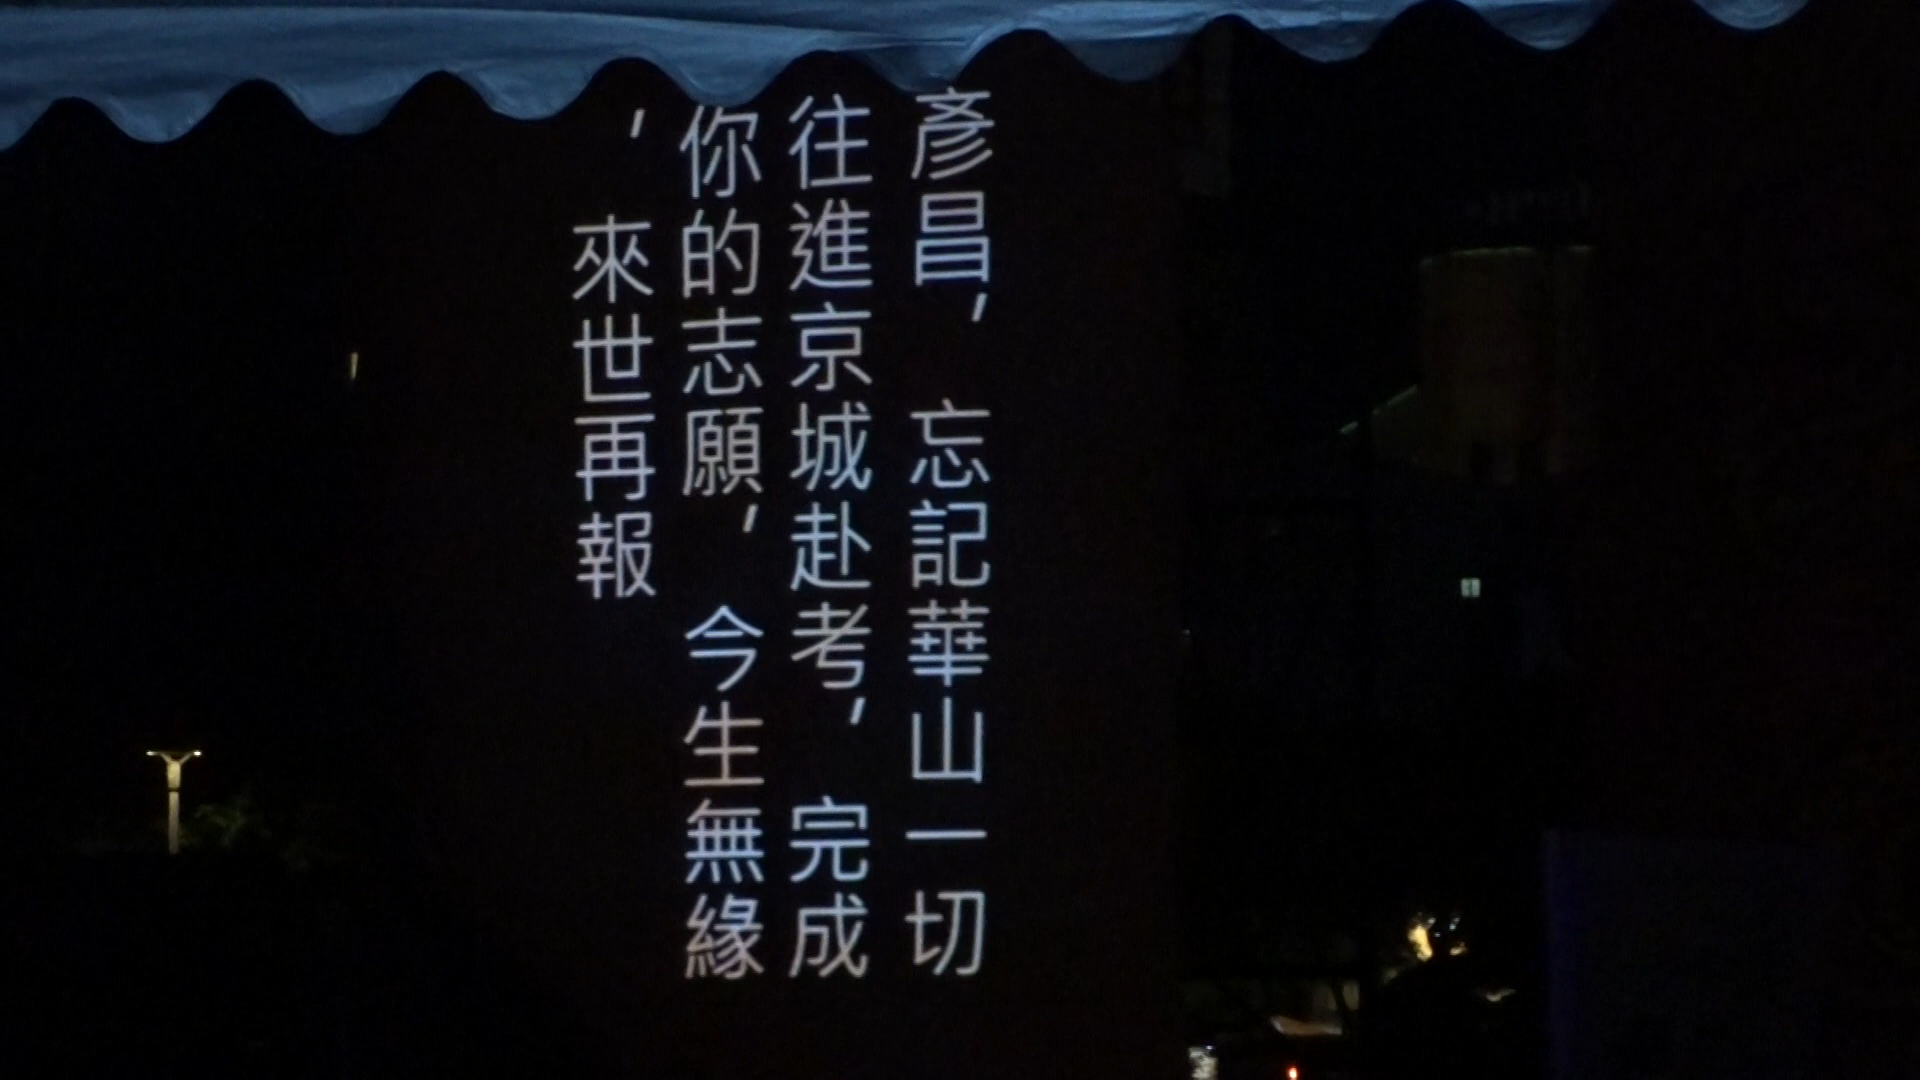 彥昌，忘記華山一切
往進京城赴考，完成
你的志願，今生無緣
，來世再報